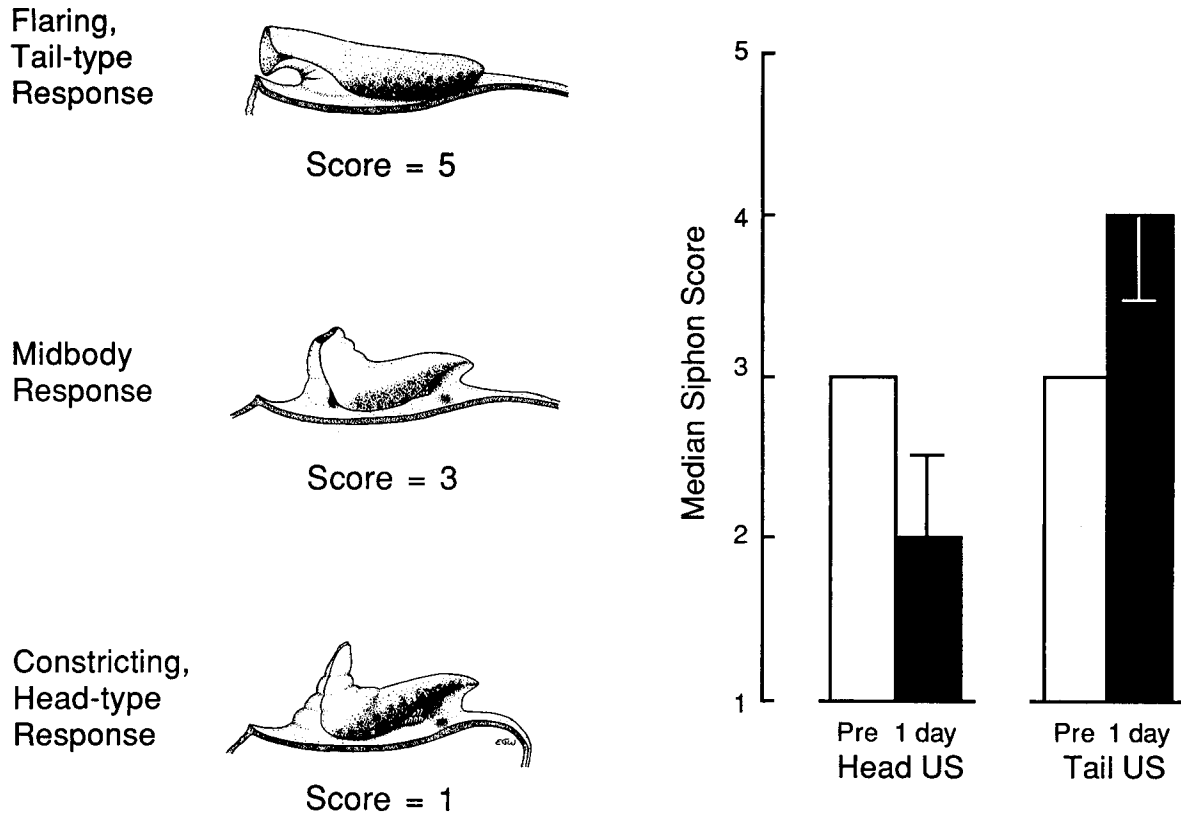 Flaring,
Tail-type
Response
Score = 5
Midbody
Response
Score = 3
Constricting,
Head-type
Response
Score = 1
Median Siphon Score
5
4
3
2
1
Pre 1 day
Head US
Pre 1 day
Tail US